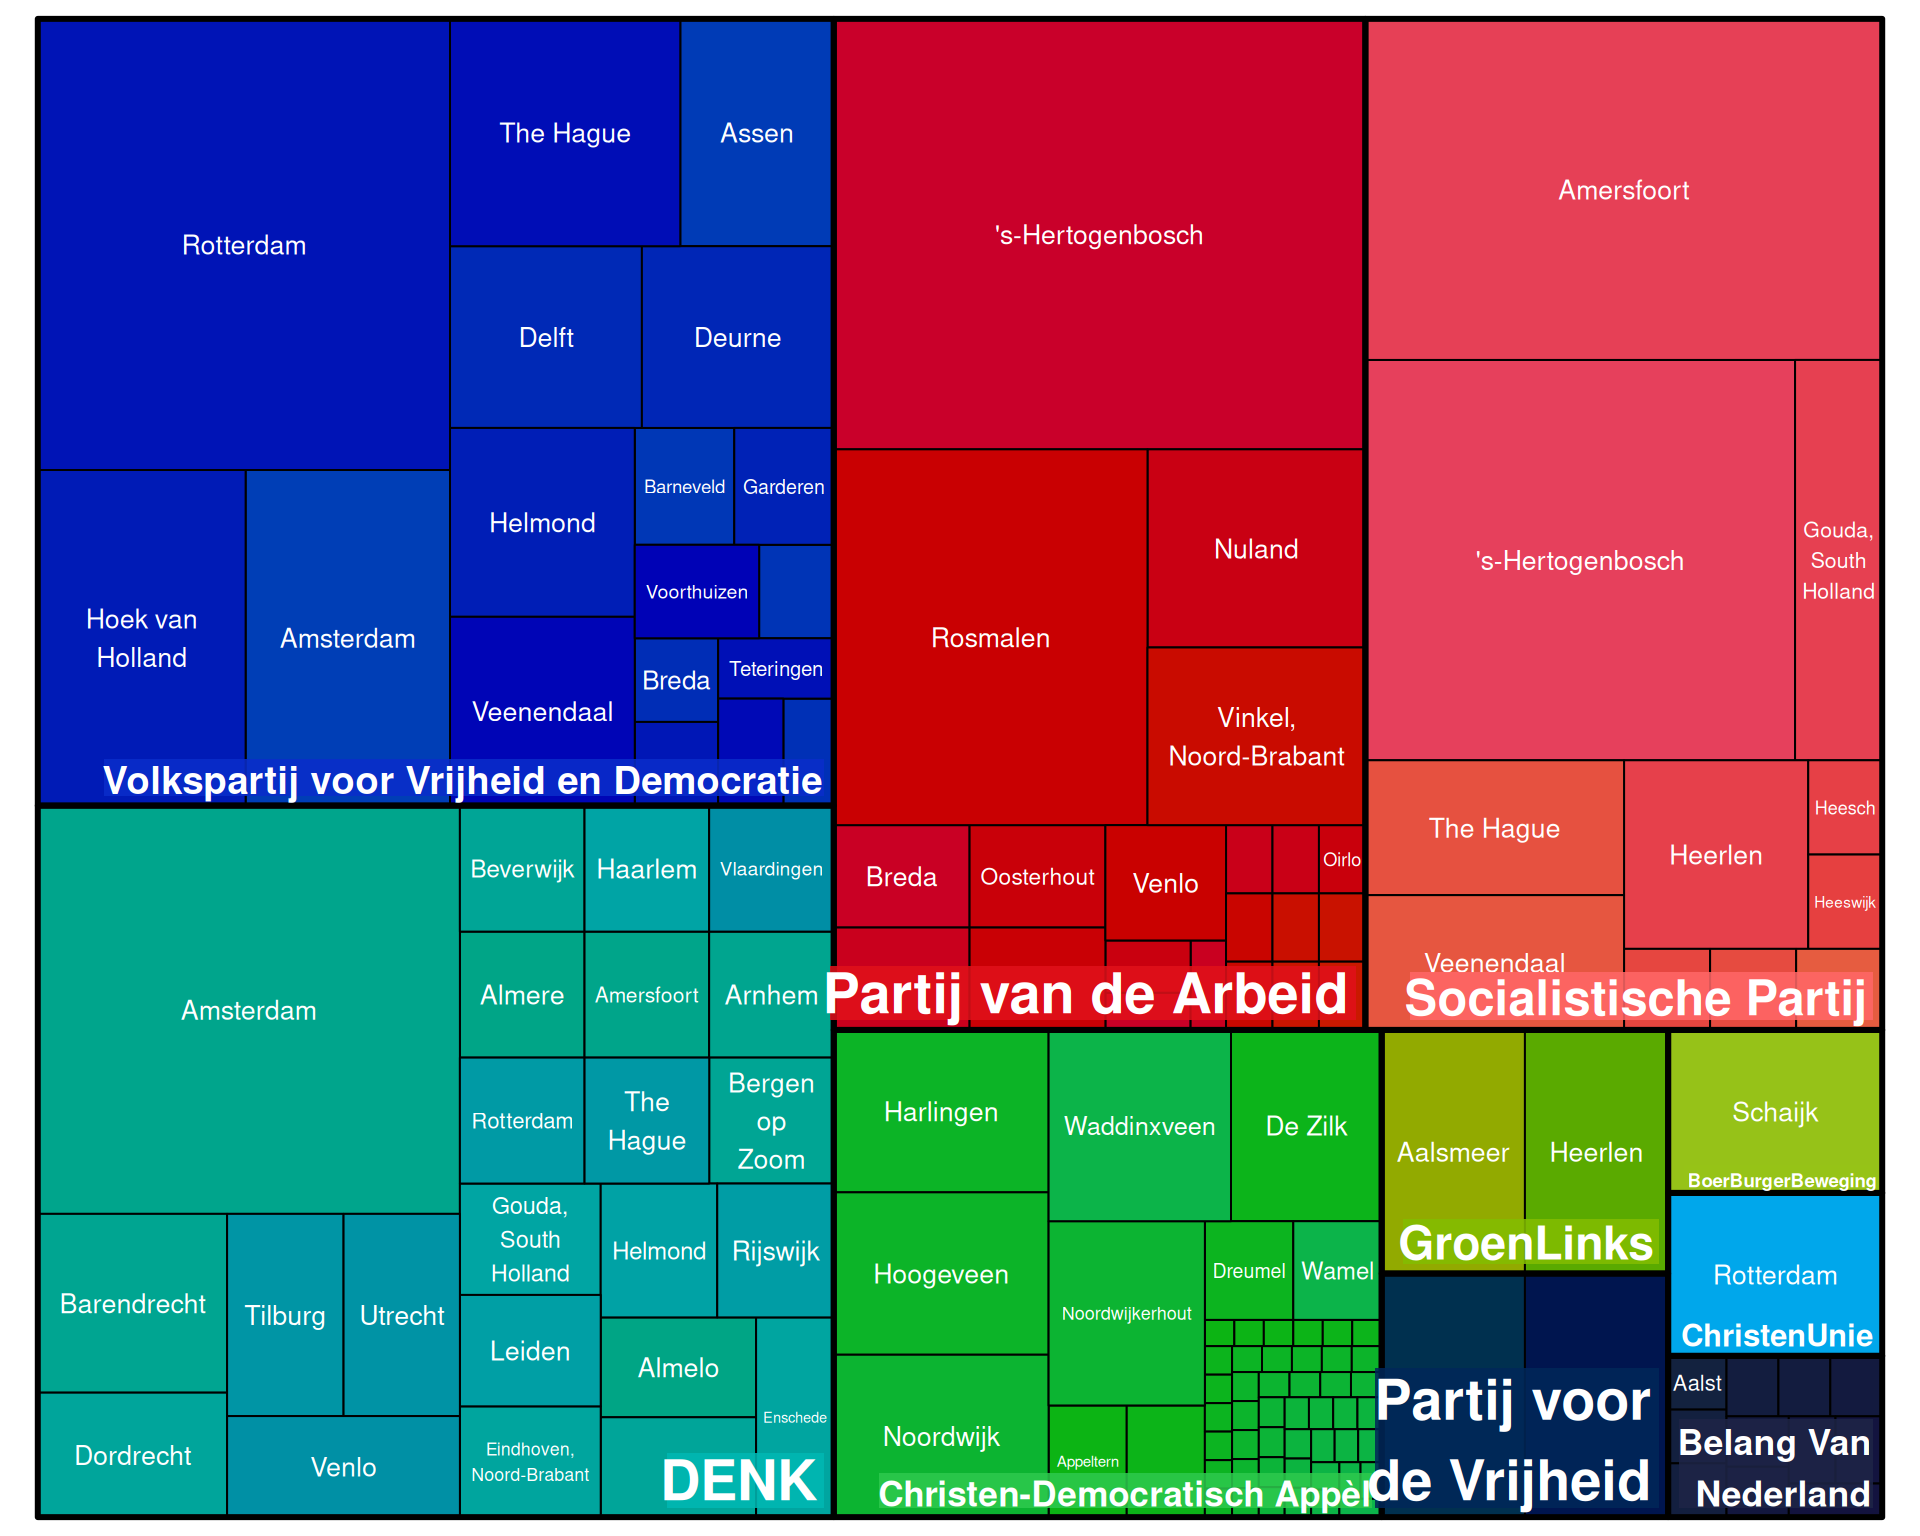 Rotterdam
The Hague
Assen
Delft
Deurne
Hoek van
Holland
Amsterdam
Helmond
Barneveld
Garderen
Voorthuizen
Veenendaal
Breda
Teteringen
Volkspartij voor Vrijheid en Democratie
Amsterdam
Beverwijk
Haarlem
Vlaardingen
Almere
Amersfoort
Arnhem
Rotterdam
The
Hague
Bergen
op
Zoom
Barendrecht
Tilburg
Utrecht
Dordrecht
Venlo
Gouda,
South
Holland
Helmond
Rijswijk
Leiden
Almelo
Eindhoven,
Noord-Brabant
Enschede
DENK
's-Hertogenbosch
Rosmalen
Nuland
Vinkel,
Noord-Brabant
Breda
Oosterhout
Venlo
Oirlo
Partij van de Arbeid
Amersfoort
's-Hertogenbosch
Gouda,
South
Holland
The Hague
Heerlen
Heesch
Heeswijk
Veenendaal
Socialistische Partij
Harlingen
Waddinxveen
De Zilk
Hoogeveen
Noordwijkerhout
Dreumel
Wamel
Noordwijk
Appeltern
Christen-Democratisch Appèl
Aalsmeer
Heerlen
GroenLinks
Partij voor
de Vrijheid
Schaijk
BoerBurgerBeweging
Rotterdam
ChristenUnie
Aalst
Belang Van
Nederland